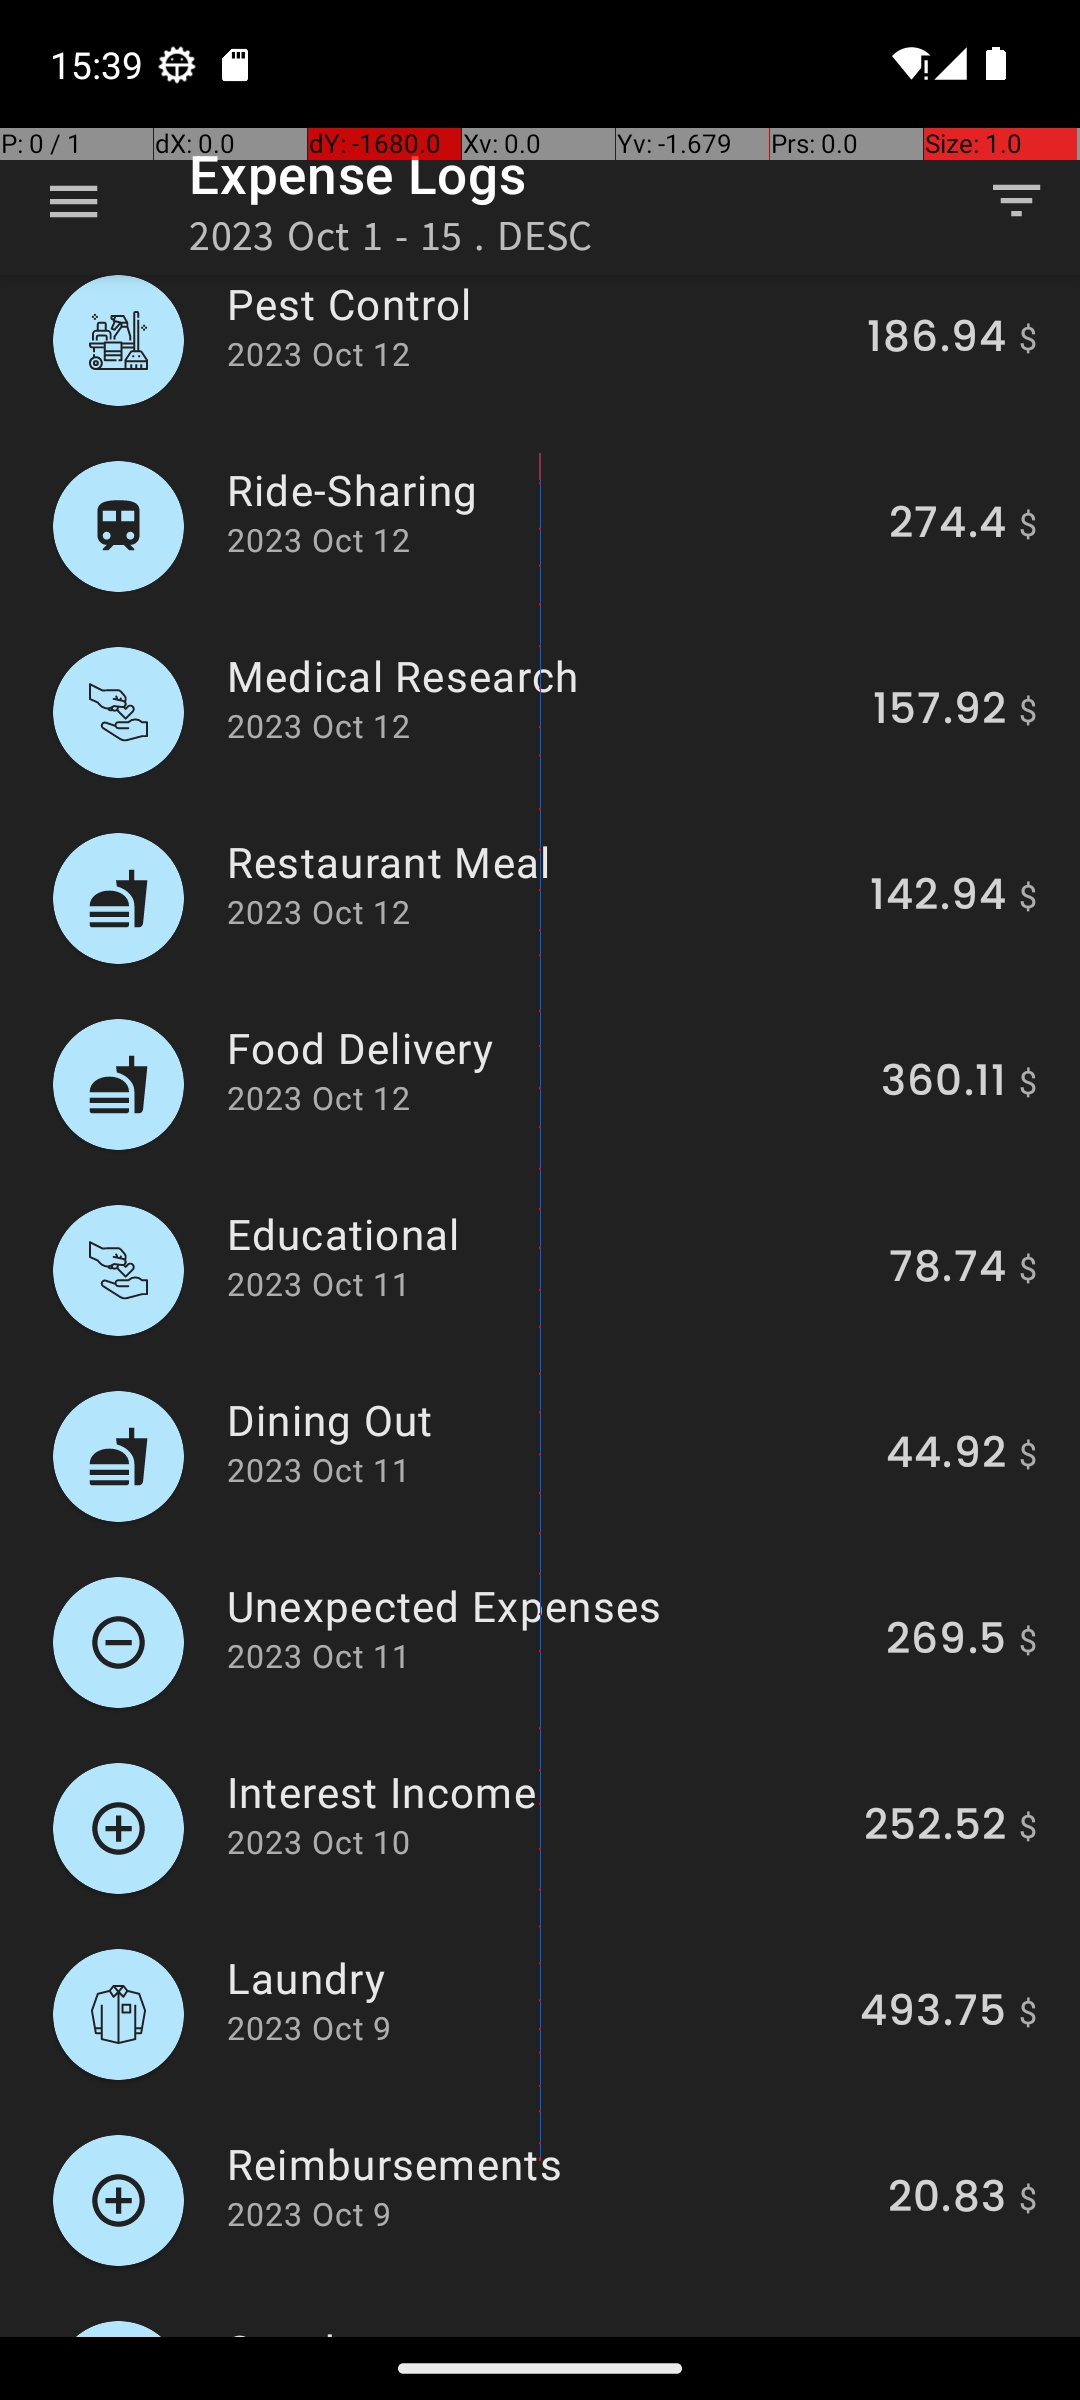 15:39
P: 0 / 1 dX: 0.0 dY: -1680.0 Xv: 0.0 Yv: -1.679 Prs: 0.0 Size: 1.0
Expense Logs
2023 Oct 1 - 15 . DESC
Pest Control
2023 Oct 12
186.94 $
Ride-Sharing
2023 Oct 12
274.4 $
Medical Research
2023 Oct 12
157.92 $
Restaurant Meal
2023 Oct 12
142.94 $
Food Delivery
2023 Oct 12
360.11 $
Educational
2023 Oct 11
78.74 $
Dining Out
2023 Oct 11
44.92 $
Unexpected Expenses
2023 Oct 11
269.5 $
Interest Income
2023 Oct 10
252.52 $
Laundry
2023 Oct 9
493.75 $
Reimbursements
2023 Oct 9
20.83 $